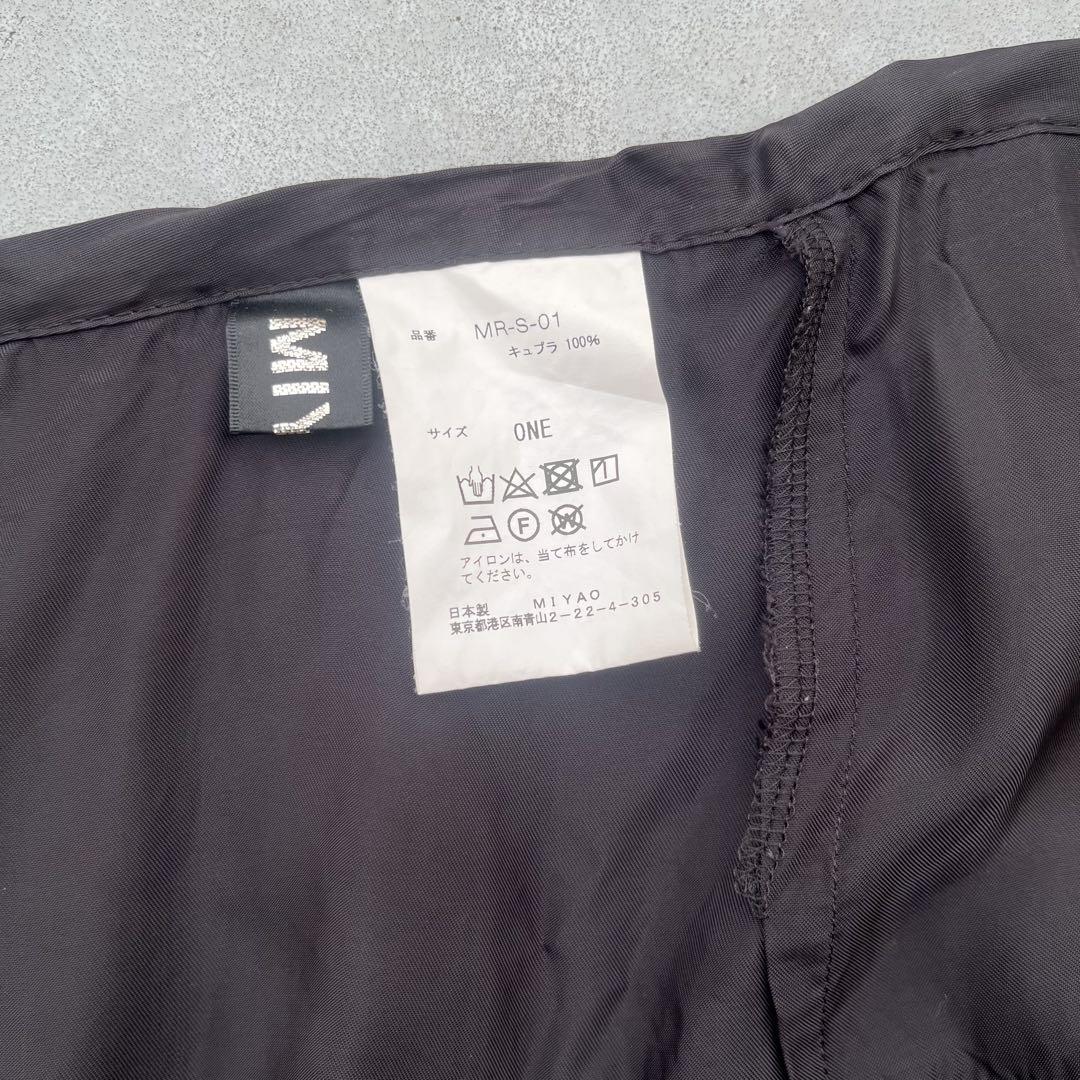 MIY
品番 MR-S-01
キュプラ 100%
サイズ ONE
F W
アイロンは、当て布をしてかけ
てください。
日本製 MIYAO
東京都港区南青山2-22-4-305